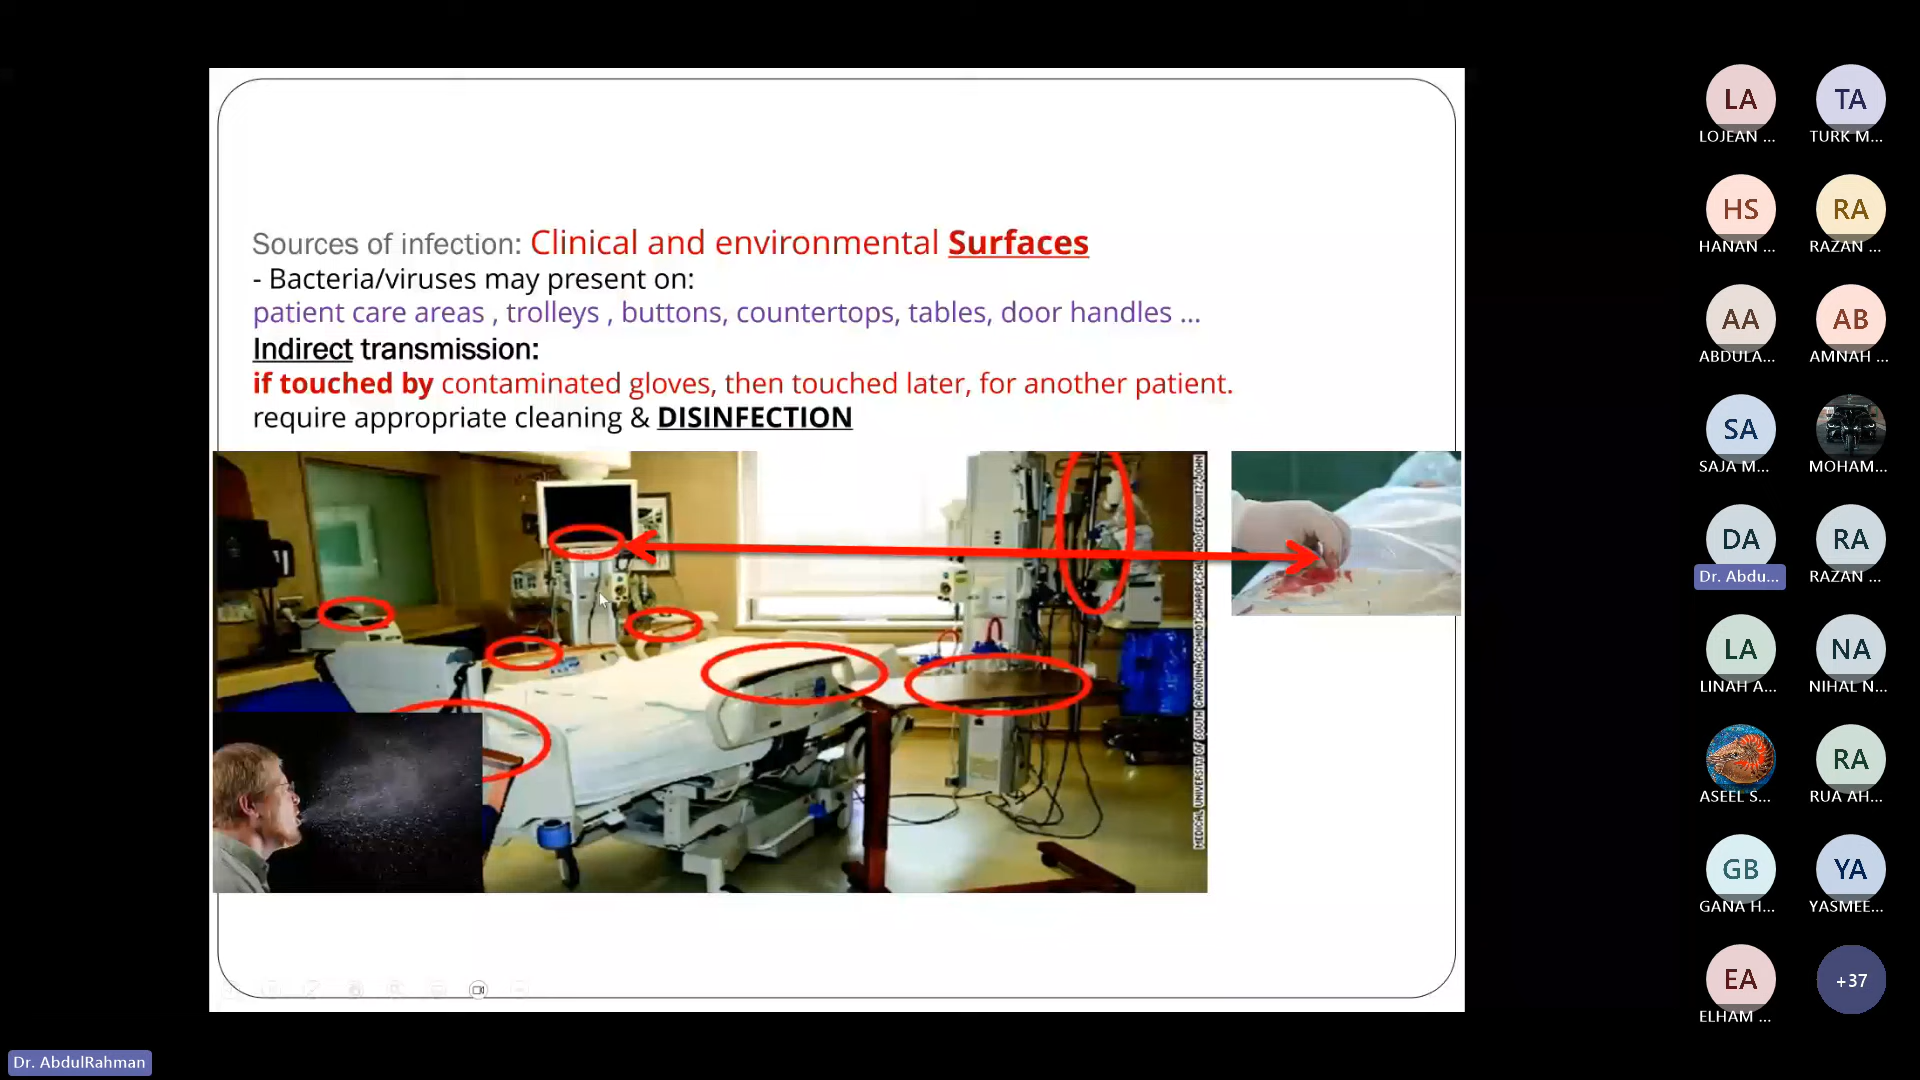 Sources of infection: Clinical and environmental Surfaces
- Bacteria/viruses may present on:
patient care areas , trolleys , buttons, countertops, tables, door handles ...
Indirect transmission:
if touched by contaminated gloves, then touched later, for another patient.
require appropriate cleaning & DISINFECTION
MEDICAL UNIVERSITY OF SOUTH CAROLINA/SCHMIDT/SHARPE/SALGADO/SEPKOWITZ/JOHN
LA
LOJEAN ...
TA
TURK M...
HS
HANAN ...
RA
RAZAN ...
AA
ABDULA...
AB
AMNAH ...
SA
SAJA M...
MOHAM...
DA
Dr. Abdu...
RA
RAZAN ...
LA
LINAH A...
NA
NIHAL N...
ASEEL S...
RA
RUA AH...
GB
GANA H...
YA
YASMEE...
EA
ELHAM ...
+37
Dr. AbdulRahman